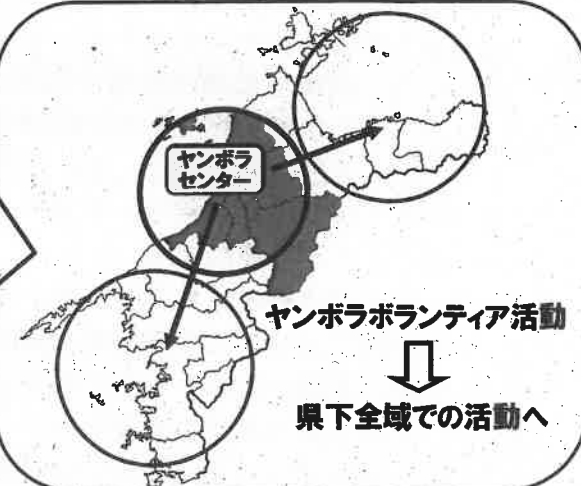 ヤンボラ
センター
ヤンボラボランティア活動
県下全域での活動へ